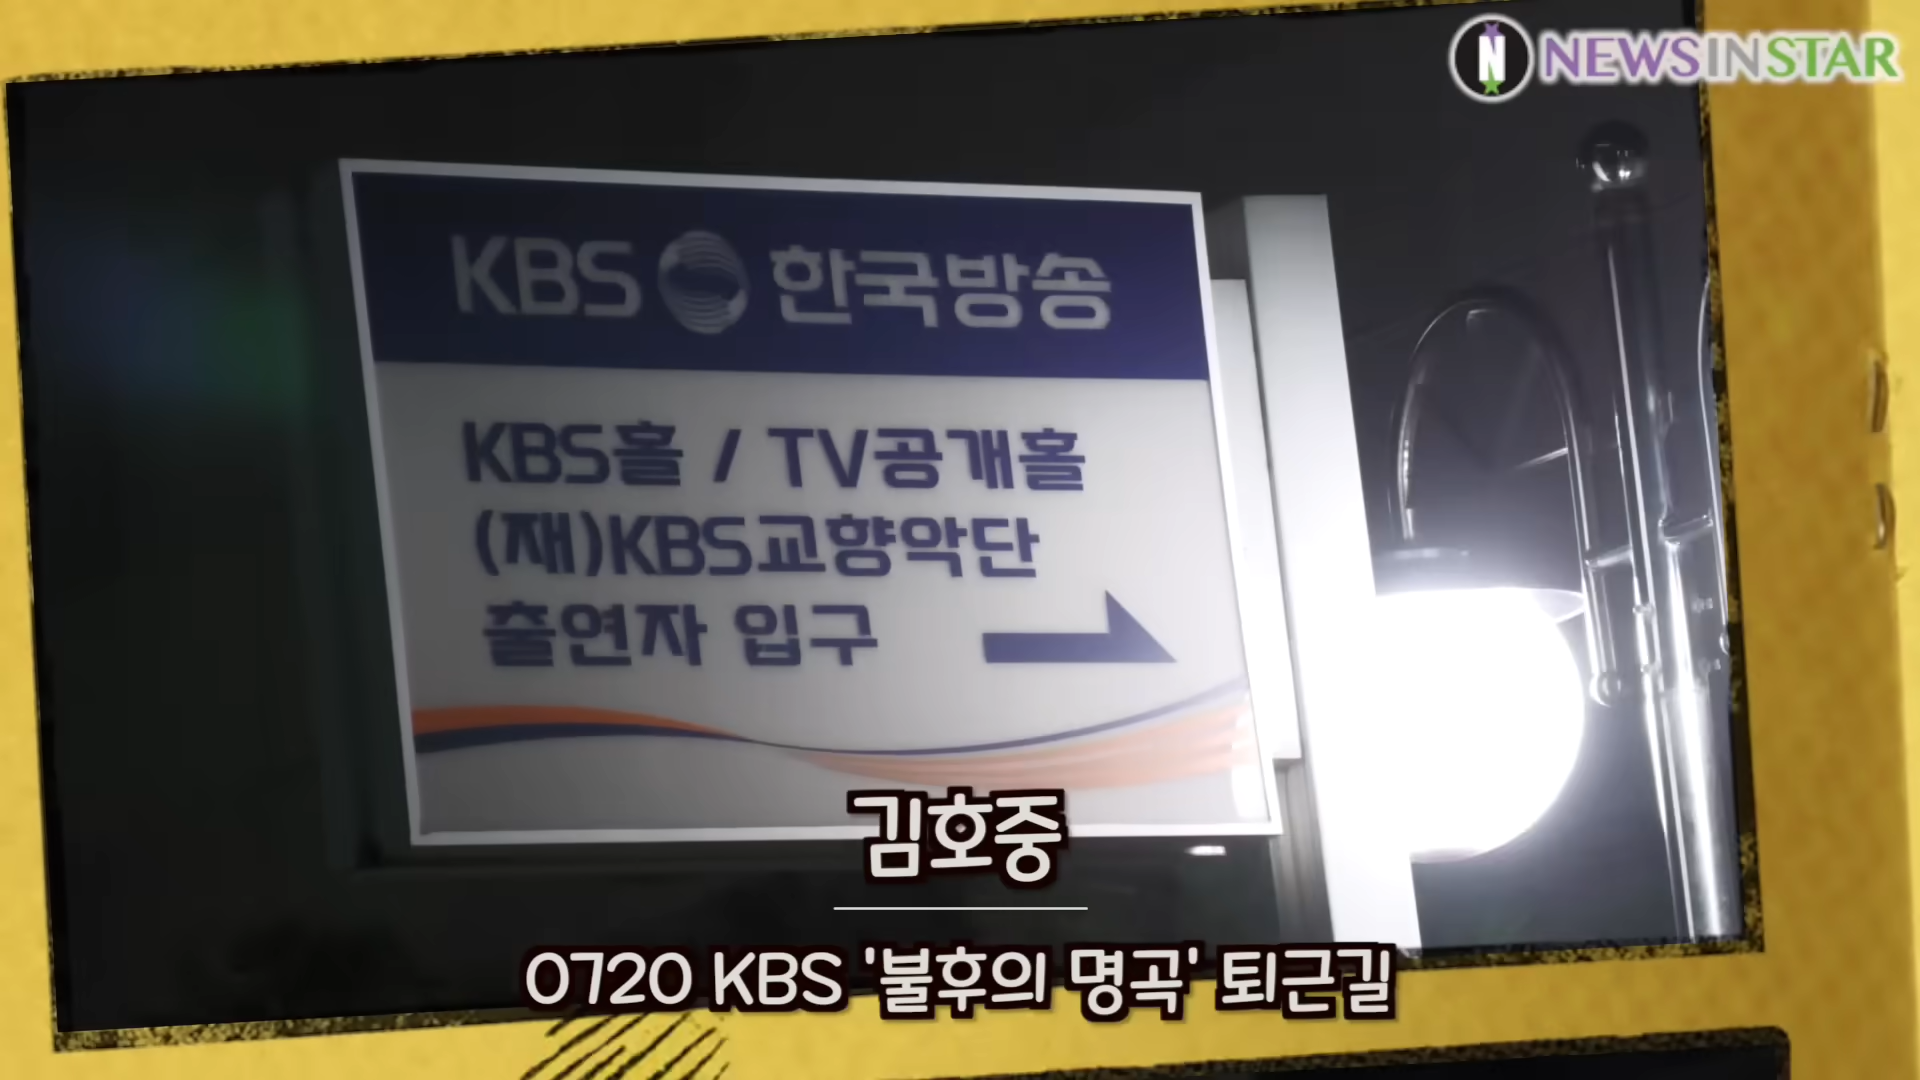 N NEWSINSTAR
KBS 한국방송
KBS홀 / TV공개홀
(재)KBS교향악단
출연자 입구
김호중
0720 KBS '불후의 명곡' 퇴근길